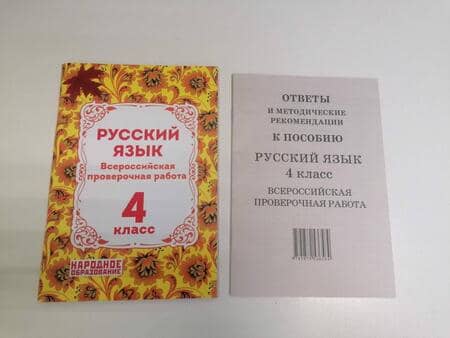 РУССКИЙ
ЯЗЫК
Всероссийская
проверочная работа
4
класс
НАРОДНОЕ
ОБРАЗОВАНИЕ
ОТВЕТЫ
И МЕТОДИЧЕСКИЕ
РЕКОМЕНДАЦИИ
К ПОСОБИЮ
РУССКИЙ ЯЗЫК
4 класс
ВСЕРОССИЙСКАЯ
ПРОВЕРОЧНАЯ РАБОТА